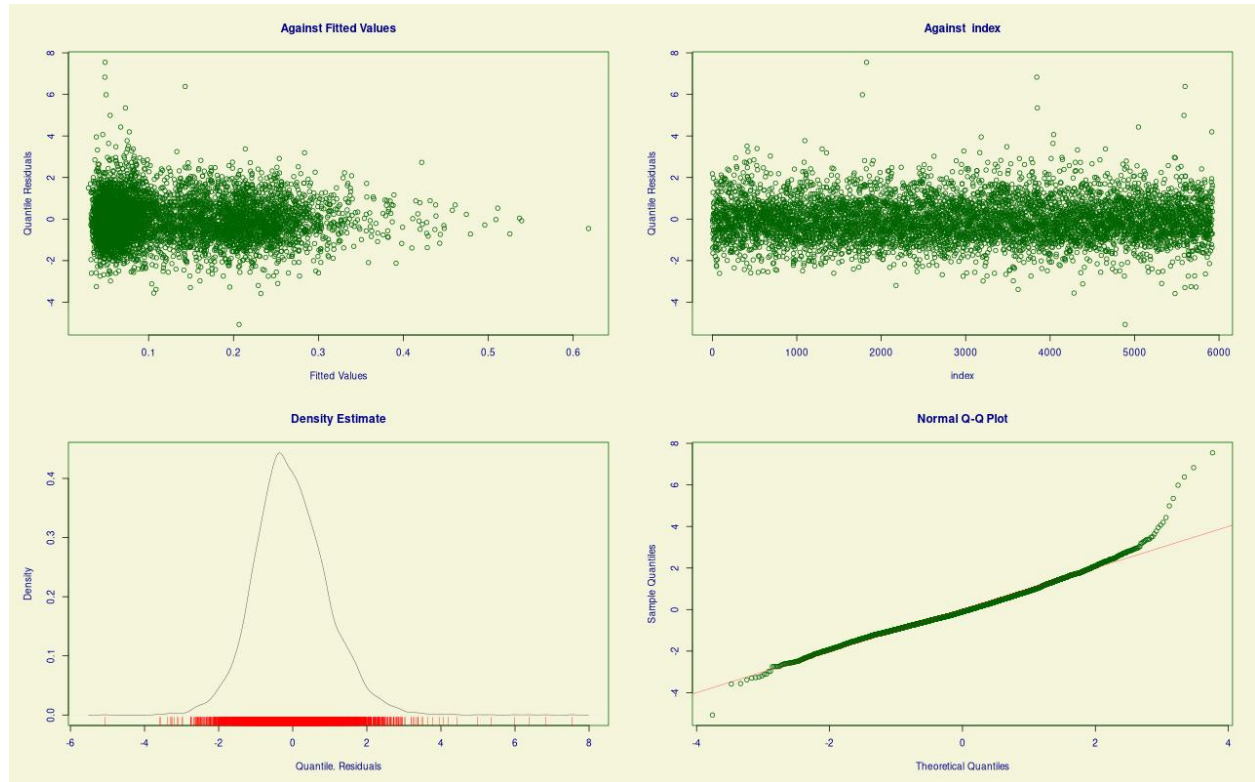 Against Fitted Values
Quantile Residuals
8
6
4
2
0
-2
-4
0.1 0.2 0.3 0.4 0.5 0.6
Fitted Values
Against index
Quantile Residuals
8
6
4
2
0
-2
-4
0 1000 2000 3000 4000 5000 6000
index
Density Estimate
Density
0.4
0.3
0.2
0.1
0.0
-6 -4 -2 0 2 4 6 8
Quantile. Residuals
Normal Q-Q Plot
Sample Quantiles
8
6
4
2
0
-2
-4
-4 -2 0 2 4
Theoretical Quantiles